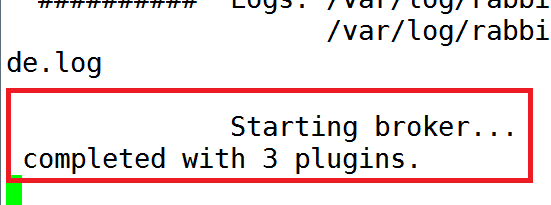 ########## Logs: /var/log/rabbi
/var/log/rabbi
de.log
Starting broker...
completed with 3 plugins.